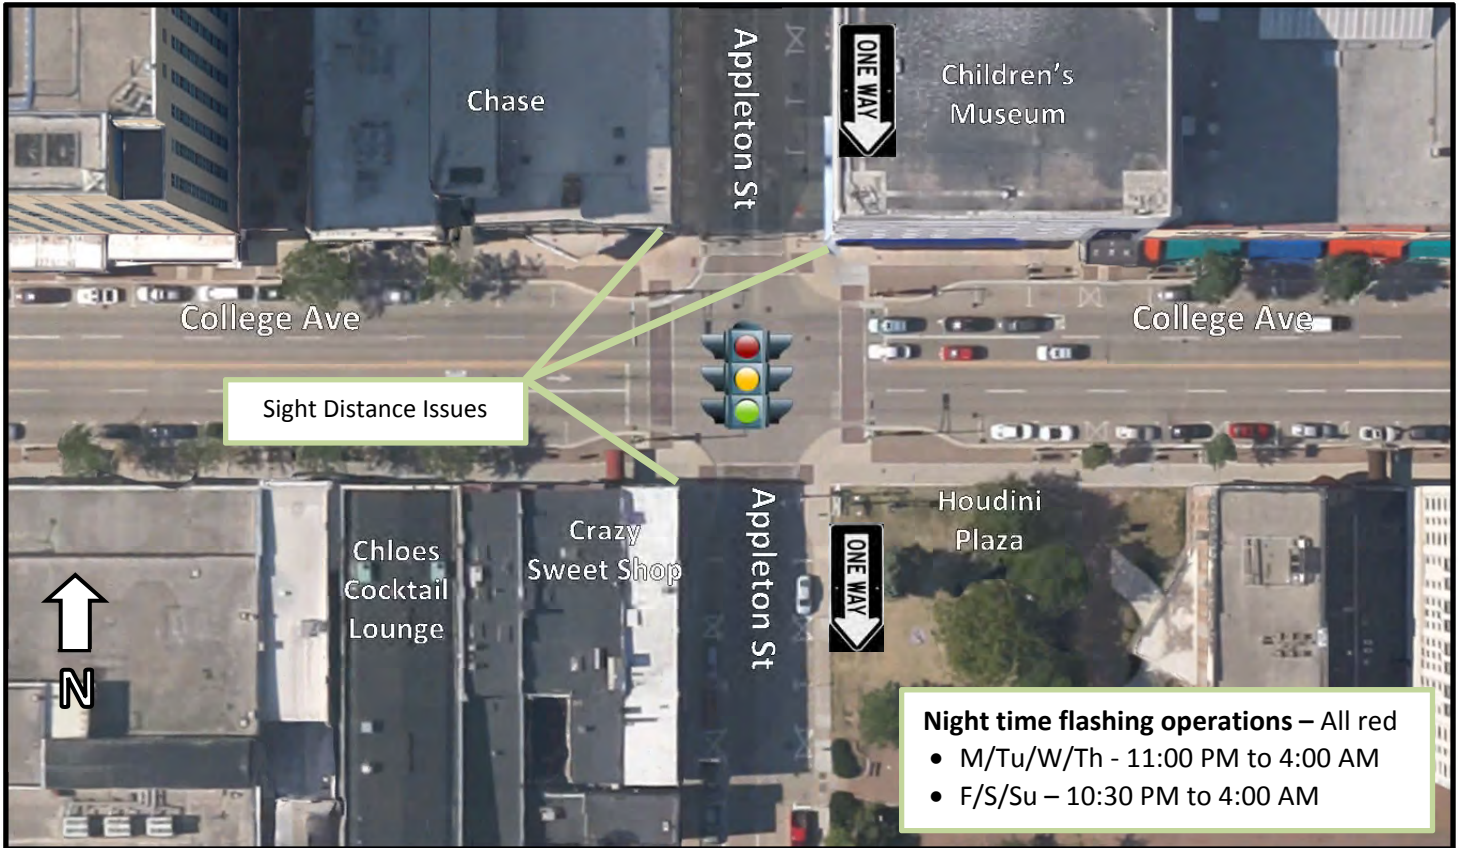 Appleton St
ONE WAY
Children's
Museum
Chase
College Ave
College Ave
Sight Distance Issues
Chloes
Cocktail
Lounge
Crazy
Sweet Shop
Appleton St
ONE WAY
Houdini
Plaza
N
Night time flashing operations – All red
• M/Tu/W/Th - 11:00 PM to 4:00 AM
• F/S/Su – 10:30 PM to 4:00 AM